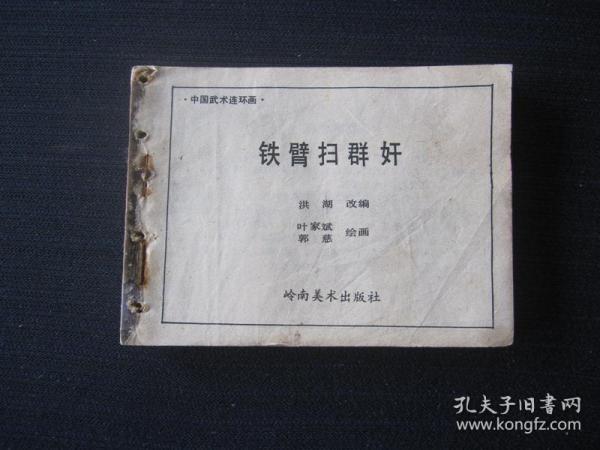 ·中国武术连环画·
铁臂扫群奸
洪湖 改编
叶家斌
郭慈 绘画
岭南美术出版社
孔夫子旧书网
www.kongfz.com